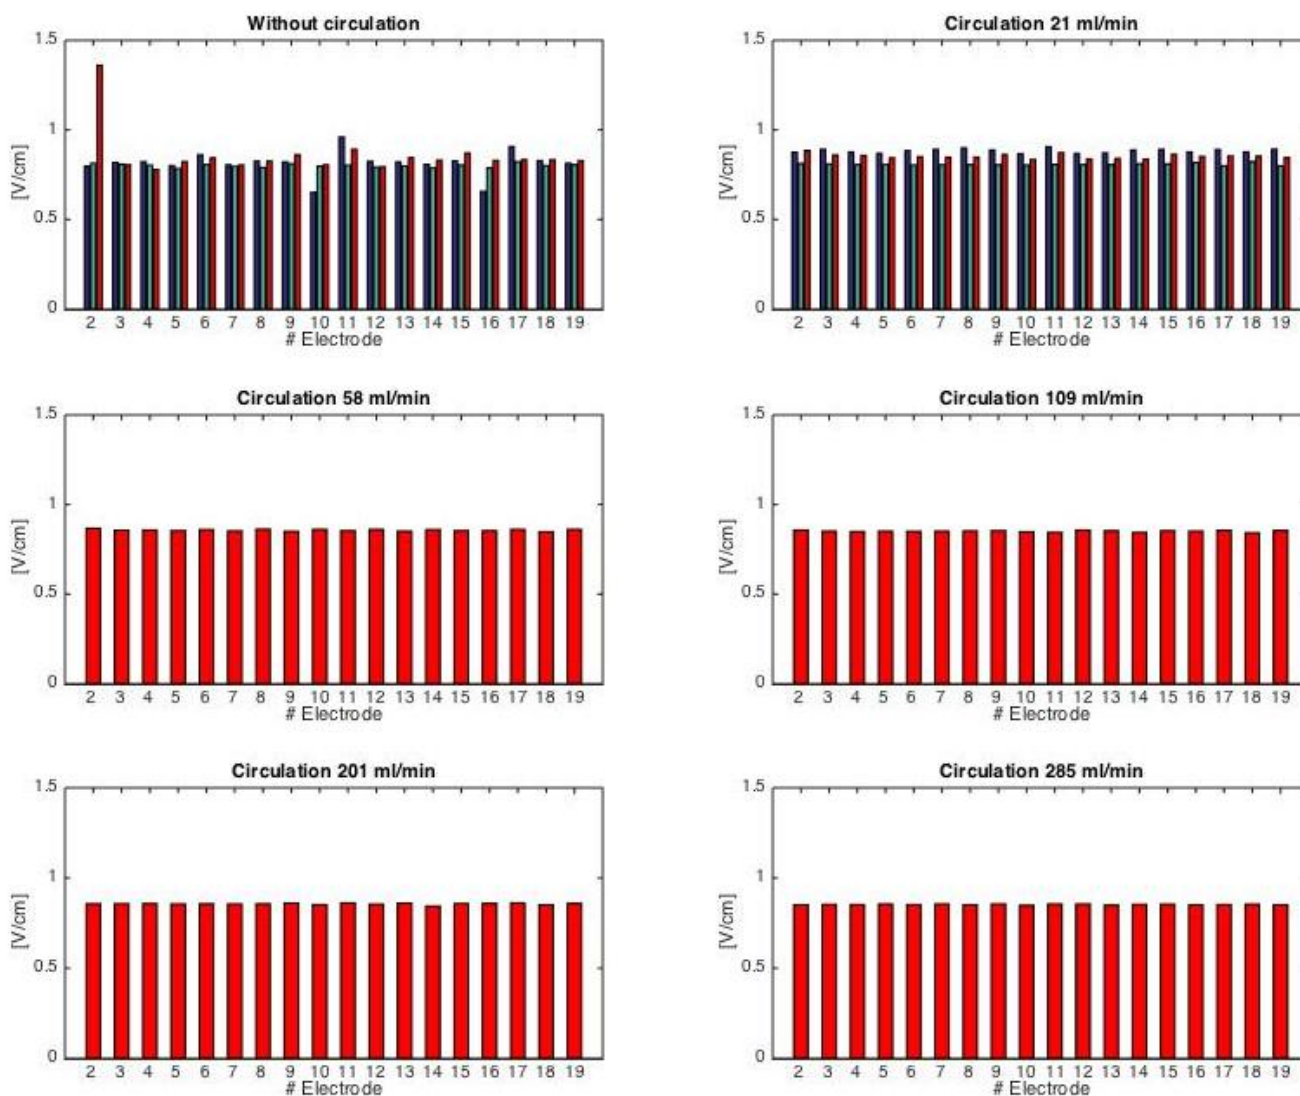 Without circulation
1.5
1
0.5
0
[V/cm]
2 3 4 5 6 7 8 9 10 11 12 13 14 15 16 17 18 19
# Electrode
Circulation 21 ml/min
1.5
1
0.5
0
[V/cm]
2 3 4 5 6 7 8 9 10 11 12 13 14 15 16 17 18 19
# Electrode
Circulation 58 ml/min
1.5
1
0.5
0
[V/cm]
2 3 4 5 6 7 8 9 10 11 12 13 14 15 16 17 18 19
# Electrode
Circulation 109 ml/min
1.5
1
0.5
0
[V/cm]
2 3 4 5 6 7 8 9 10 11 12 13 14 15 16 17 18 19
# Electrode
Circulation 201 ml/min
1.5
1
0.5
0
[V/cm]
2 3 4 5 6 7 8 9 10 11 12 13 14 15 16 17 18 19
# Electrode
Circulation 285 ml/min
1.5
1
0.5
0
[V/cm]
2 3 4 5 6 7 8 9 10 11 12 13 14 15 16 17 18 19
# Electrode